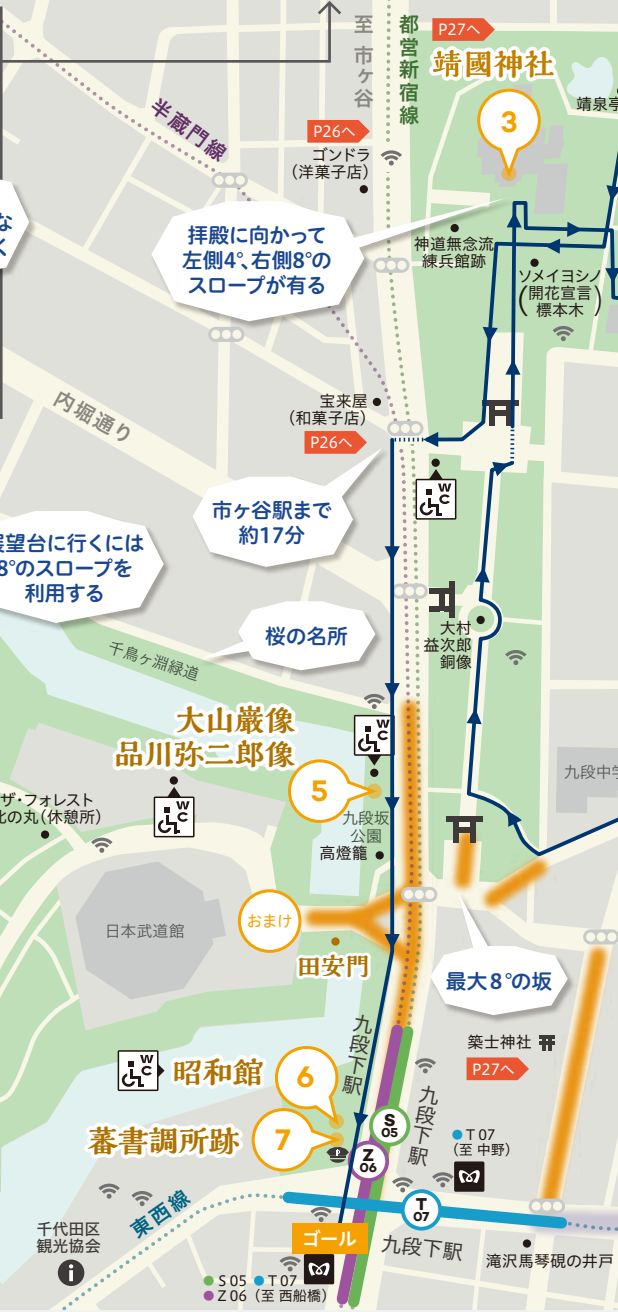 至 市ヶ谷
都営新宿線
P27へ
靖國神社
靖泉亭
3
半蔵門線
P26へ
ゴンドラ
(洋菓子店)
な
く
拝殿に向かって
左側4°、右側8°の
スロープが有る
神道無念流
練兵館跡
ソメイヨシノ
(開花宣言)
標本木
内堀通り
宝来屋
(和菓子店)
P26へ
WC
市ヶ谷駅まで
約17分
展望台に行くには
8°のスロープを
利用する
大村
益次郎
銅像
桜の名所
千鳥ヶ淵緑道
大山巌像
品川弥二郎像
WC
5
九段中学
ザ・フォレスト
北の丸(休憩所)
WC
九段坂
公園
高燈籠
おまけ
日本武道館
田安門
最大8°の坂
九段下駅
築土神社
P27へ
WC
昭和館
6
九段下駅
S
05
蕃書調所跡
7
P
Z
06
T 07
(至 中野)
東西線
T
07
千代田区
観光協会
i
ゴール
九段下駅
滝沢馬琴硯の井戸
S 05
T 07
Z 06 (至 西船橋)